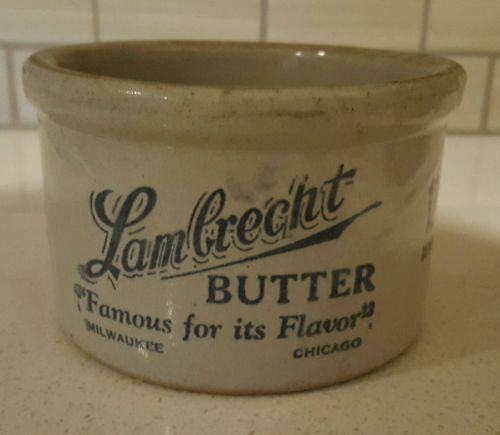 Lambrecht
BUTTER
"Famous for its Flavor"
MILWAUKEE CHICAGO